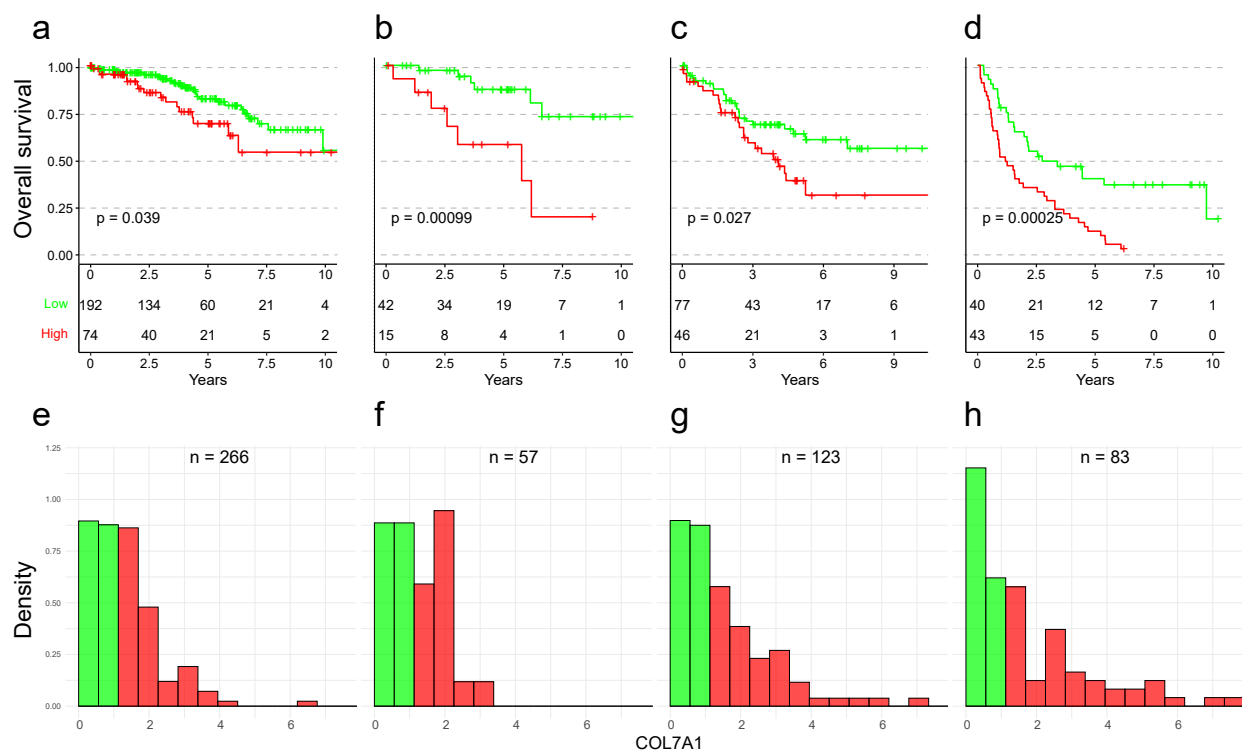 a b c d
Overall survival
1.00
0.75
0.50
0.25
0.00
p = 0.039
p = 0.00099
p = 0.027
p = 0.00025
0 2.5 5 7.5 10
0 2.5 5 7.5 10
0 3 6 9
0 2.5 5 7.5 10
Low 192 134 60 21 4
42 34 19 7 1
77 43 17 6
40 21 12 7 1
High 74 40 21 5 2
15 8 4 1 0
46 21 3 1
43 15 5 0 0
0 2.5 5 7.5 10
0 2.5 5 7.5 10
0 3 6 9
0 2.5 5 7.5 10
Years Years Years Years
e f g h
n = 266
n = 57
n = 123
n = 83
Density
1.25
1.00
0.75
0.50
0.25
0.00
0 2 4 6
0 2 4 6
0 2 4 6
0 2 4 6
COL7A1